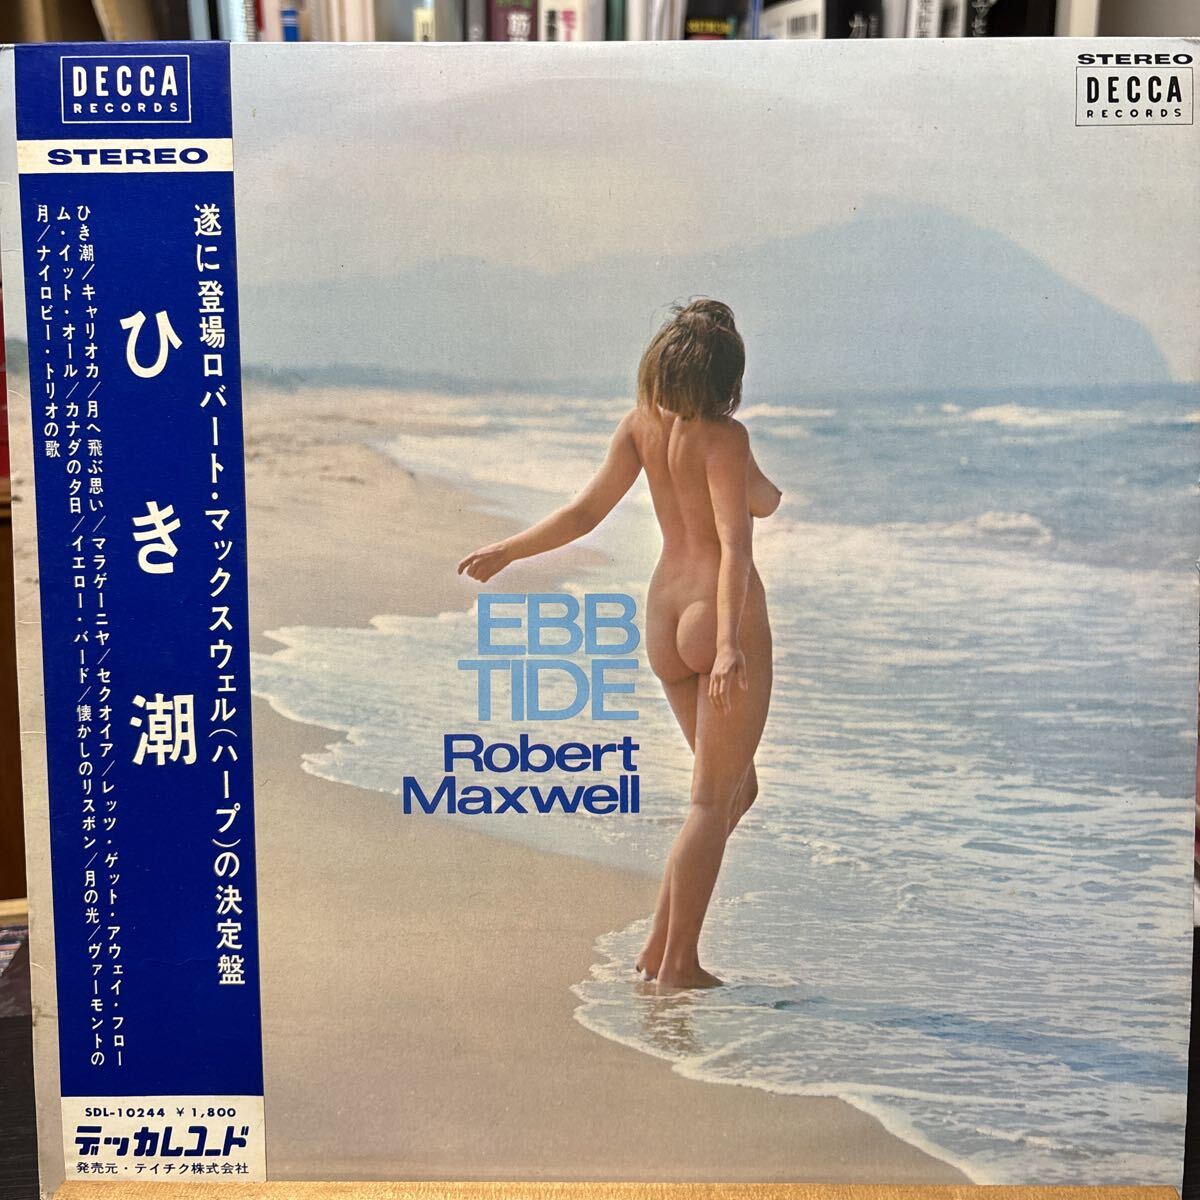 DECCA
RECORDS
STEREO
遂に登場ロバート・マックスウェル(ハープ)の決定盤
ひき潮
ひき潮/キャリオカ/月へ飛ぶ思い/マラゲーニヤ/セクオイア/レッツ・ゲット・アウェイ・フロー
ム・イット・オール/カナダの夕日/イエロー・バード/懐かしのリスボン/月の光/ヴァーモントの
月/ナイロビー・トリオの歌
SDL-10244 ¥1,800
デッカレコード
発売元・テイチク株式会社
STEREO
DECCA
RECORDS
EBB
TIDE
Robert
Maxwell